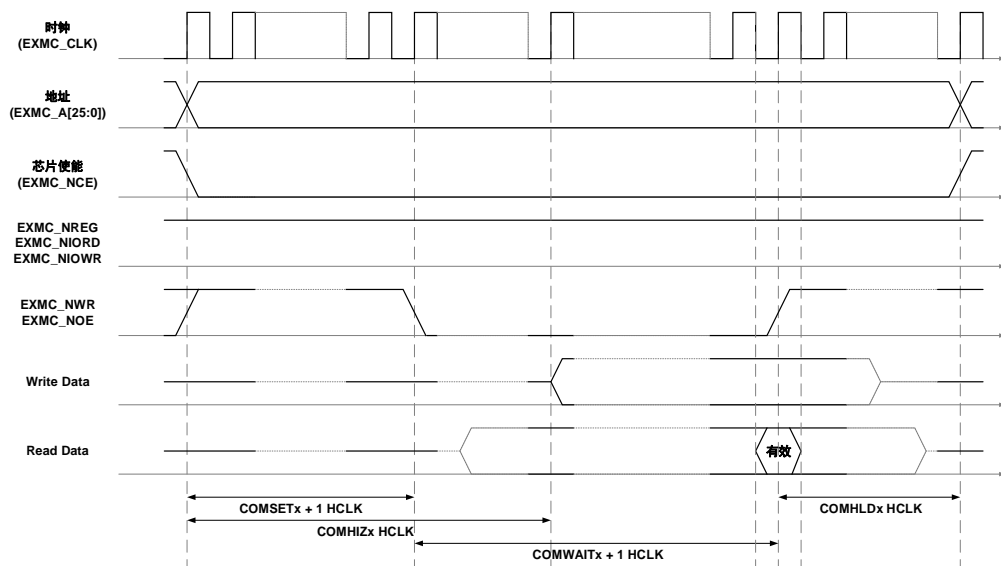 时钟
(EXMC_CLK)
地址
(EXMC_A[25:0])
芯片使能
(EXMC_NCE)
EXMC_NREG
EXMC_NIORD
EXMC_NIOWR
EXMC_NWR
EXMC_NOE
Write Data
Read Data
有效
COMSETx + 1 HCLK
COMHLDx HCLK
COMHIZx HCLK
COMWAITx + 1 HCLK